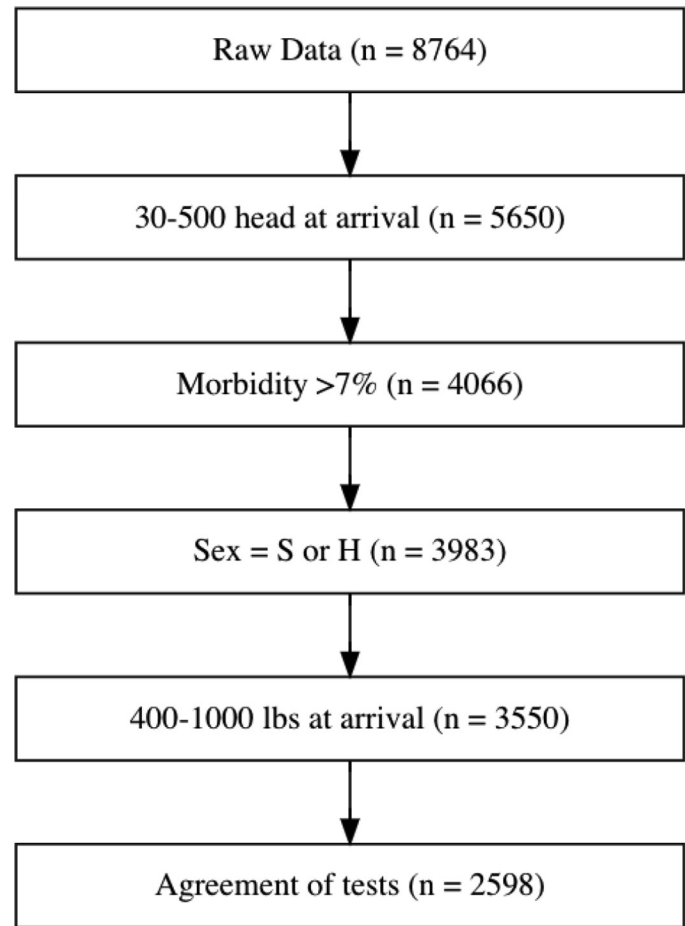 Raw Data (n = 8764)
30-500 head at arrival (n = 5650)
Morbidity >7% (n = 4066)
Sex = S or H (n = 3983)
400-1000 lbs at arrival (n = 3550)
Agreement of tests (n = 2598)